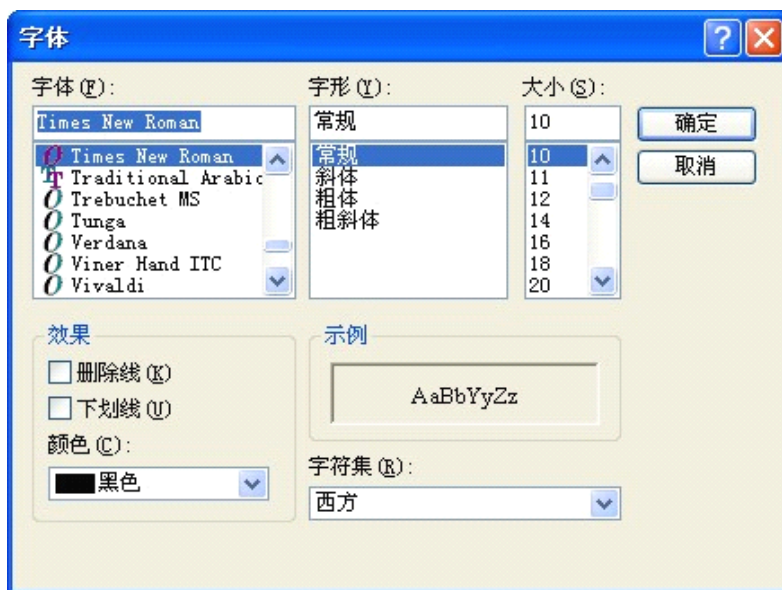 字体
字体(F):
Times New Roman
Times New Roman
Traditional Arabic
Trebuchet MS
Tunga
Verdana
Viner Hand ITC
Vivaldi
字形(Y):
常规
常规
斜体
粗体
粗斜体
大小(S):
10
10
11
12
14
16
18
20
确定
取消
效果
删除线(K)
下划线(U)
颜色(C):
黑色
示例
AaBbYyZz
字符集(R):
西方